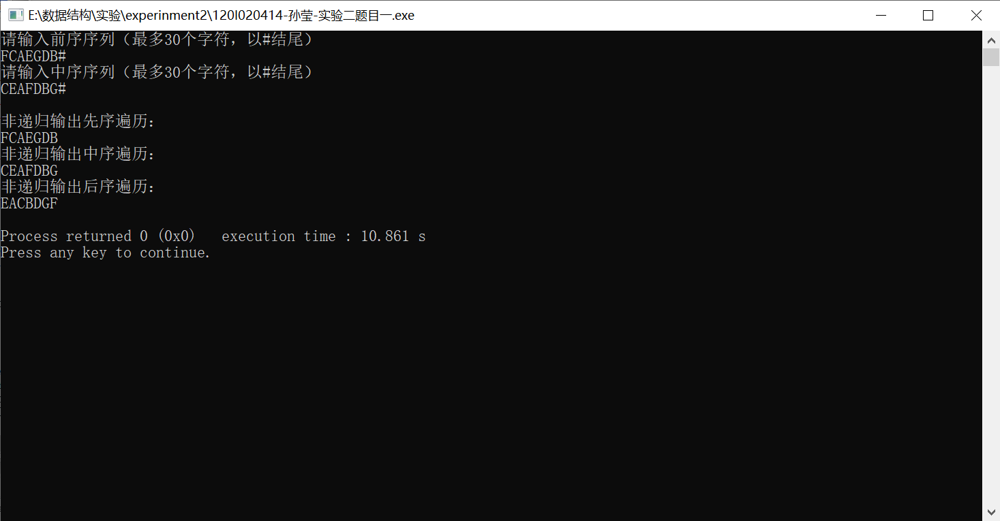 E:\数据结构\实验\experinment2\120l020414-孙莹-实验二题目一.exe
请输入前序序列（最多30个字符，以#结尾）
FCAEGDB#
请输入中序序列（最多30个字符，以#结尾）
CEAFDBG#
非递归输出先序遍历：
FCAEGDB
非递归输出中序遍历：
CEAFDBG
非递归输出后序遍历：
EACBDGF
Process returned 0 (0x0)   execution time : 10.861 s
Press any key to continue.